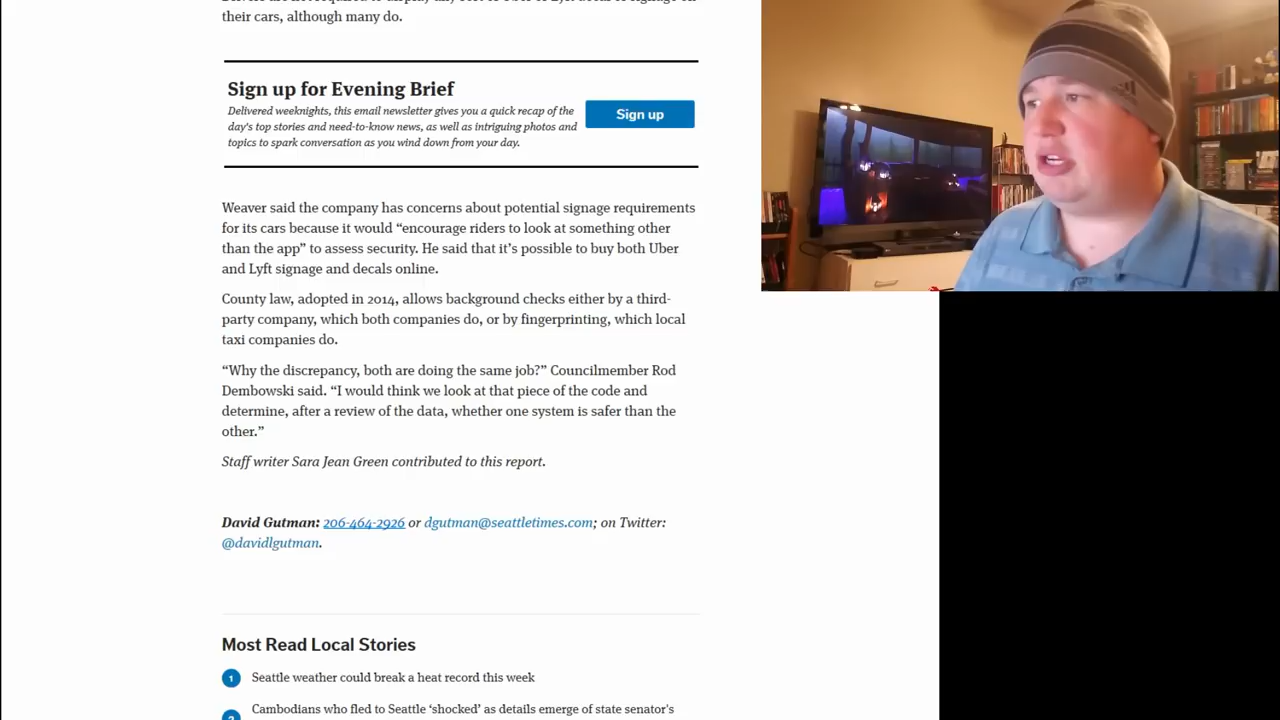 their cars, although many do.
Sign up for Evening Brief
Delivered weeknights, this email newsletter gives you a quick recap of the
day's top stories and need-to-know news, as well as intriguing photos and
topics to spark conversation as you wind down from your day.
Sign up
Weaver said the company has concerns about potential signage requirements
for its cars because it would “encourage riders to look at something other
than the app” to assess security. He said that it’s possible to buy both Uber
and Lyft signage and decals online.
County law, adopted in 2014, allows background checks either by a third-
party company, which both companies do, or by fingerprinting, which local
taxi companies do.
“Why the discrepancy, both are doing the same job?” Councilmember Rod
Dembowski said. “I would think we look at that piece of the code and
determine, after a review of the data, whether one system is safer than the
other.”
Staff writer Sara Jean Green contributed to this report.
David Gutman: 206-464-2926 or dgutman@seattletimes.com; on Twitter:
@davidlgutman.
Most Read Local Stories
1 Seattle weather could break a heat record this week
2 Cambodians who fled to Seattle ‘shocked’ as details emerge of state senator's